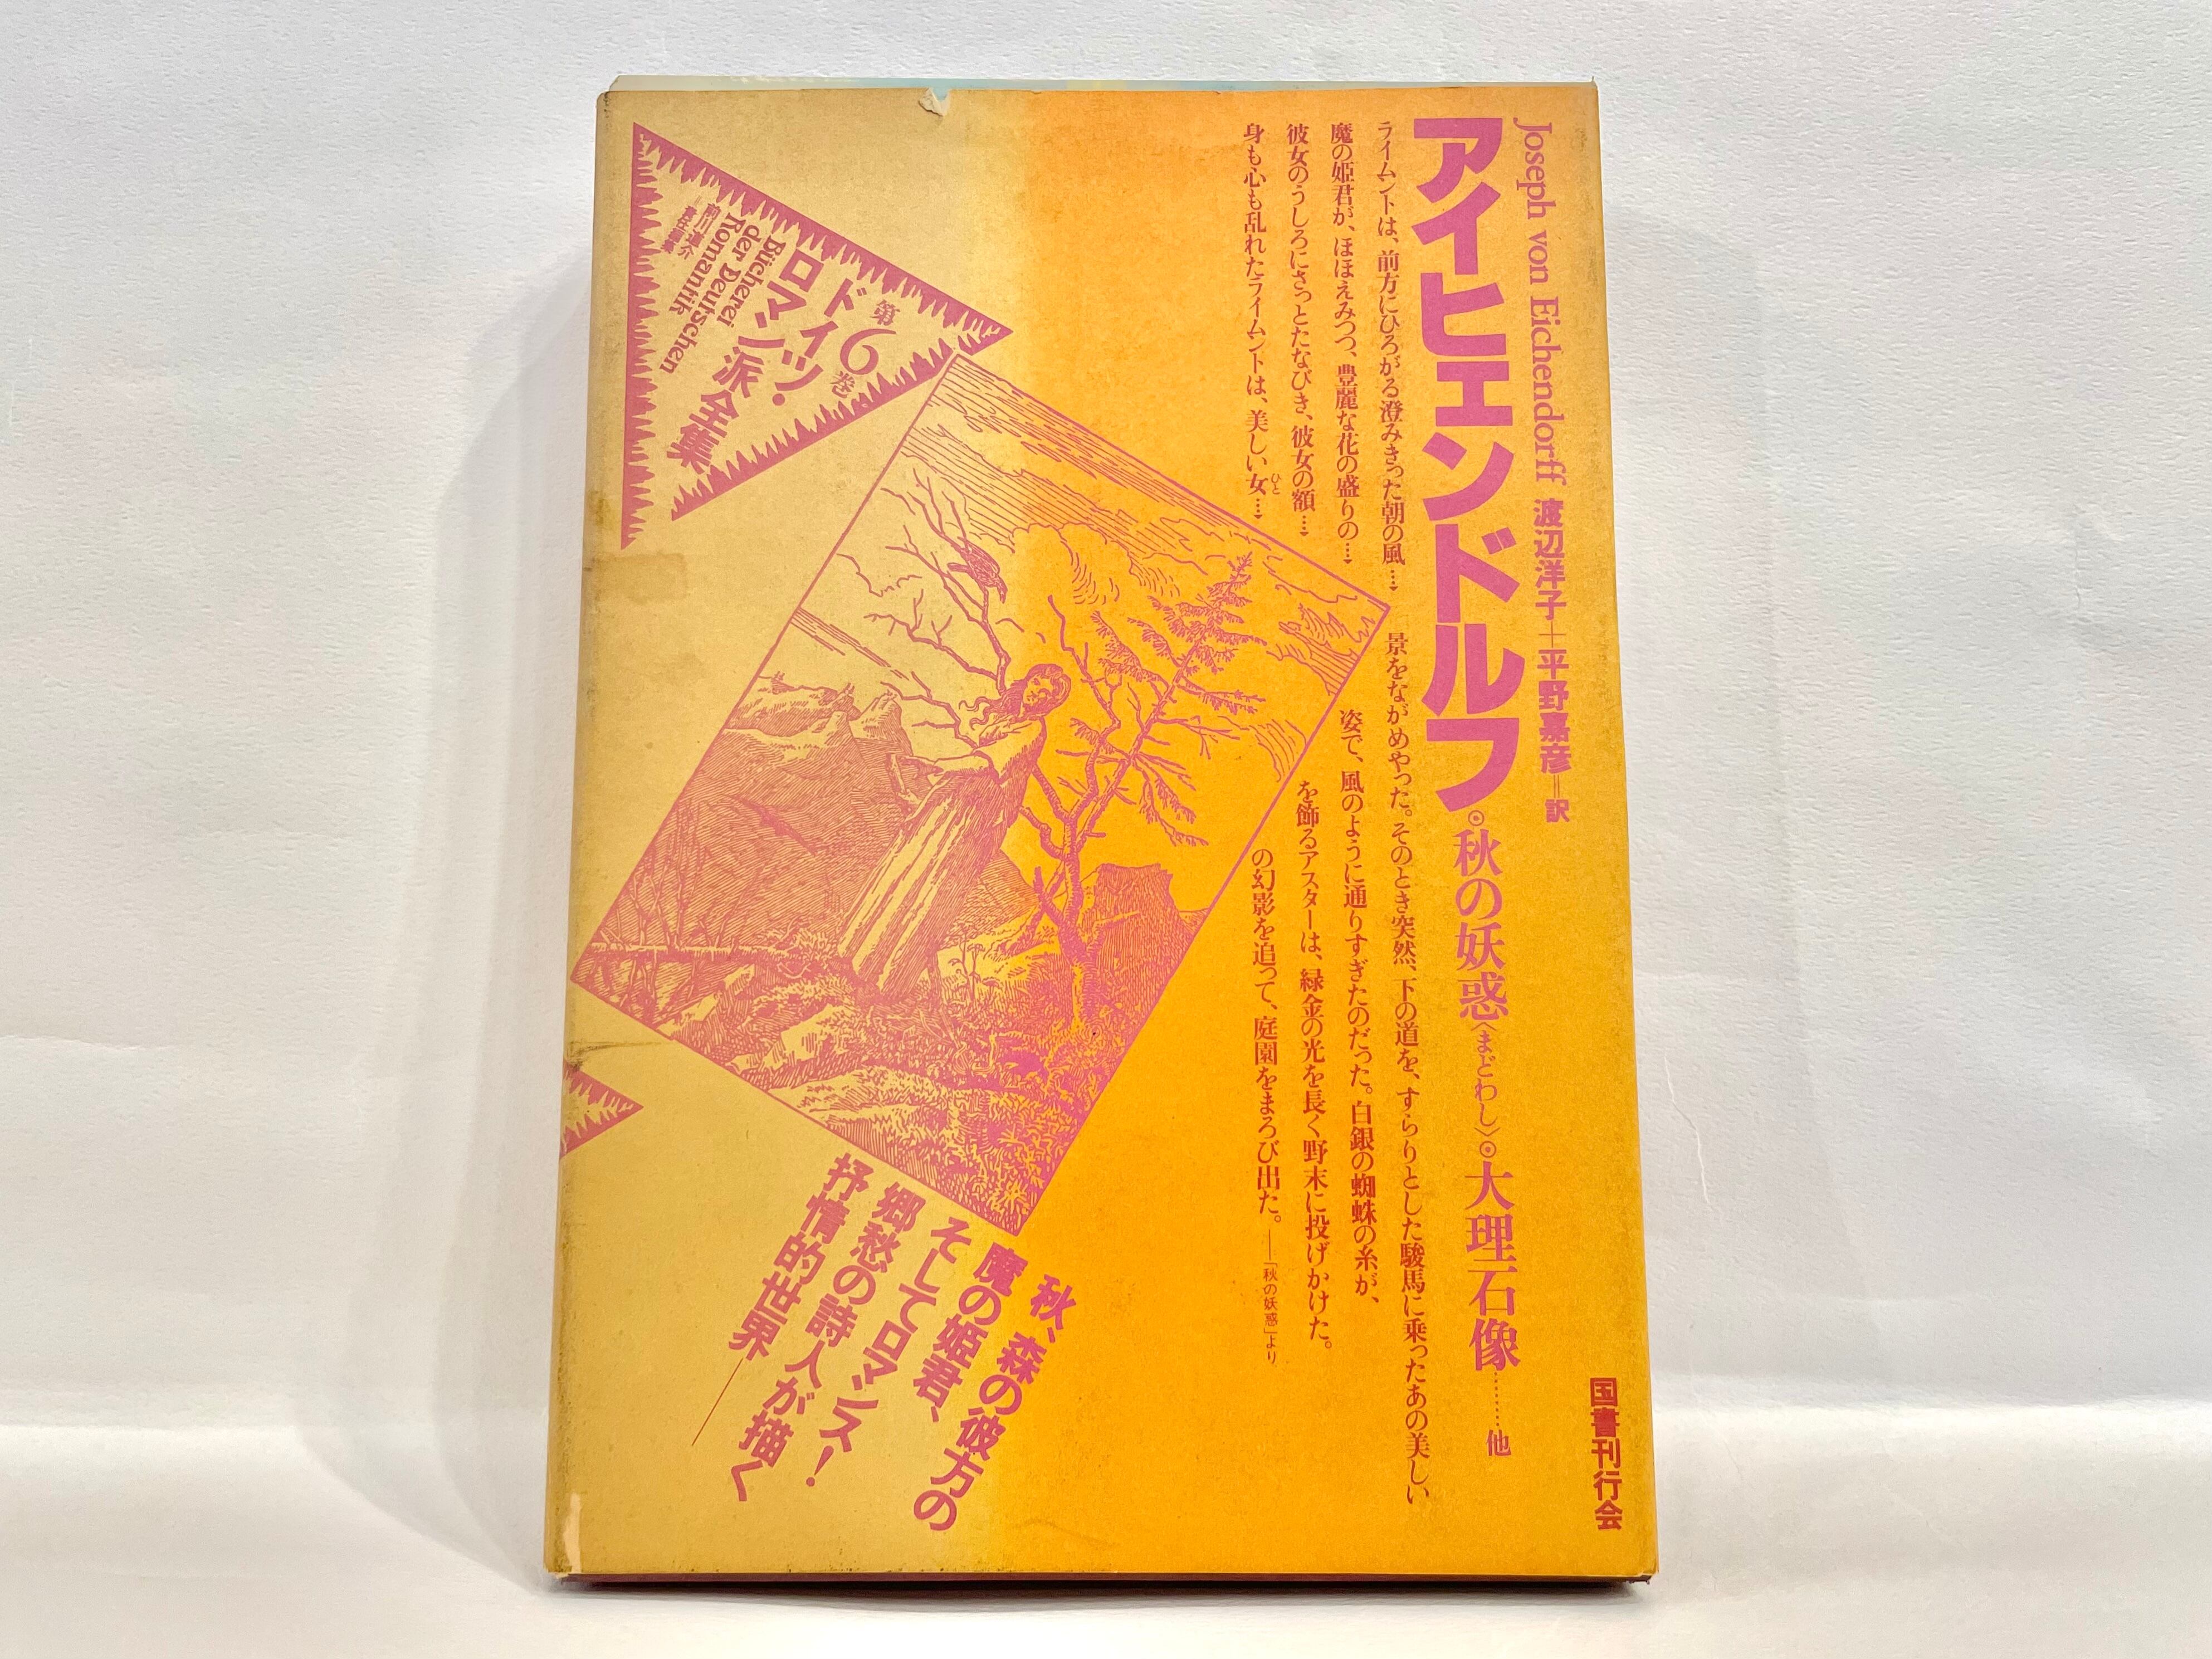 Joseph von Eichendorff 渡辺洋子+平野嘉彦=訳
アイヒェンドルフ◉秋の妖惑〈まどわし〉◉大理石像………他
ライムントは、前方にひろがる澄みきった朝の風…
魔の姫君が、ほほえみつつ、豊麗な花の盛りの…
彼女のうしろにさっとたなびき、彼女の額…
身も心も乱れたライムントは、美しい女…
ひと
景をながめやった。そのとき突然、下の道を、すらりとした駿馬に乗ったあの美しい
姿で、風のように通りすぎたのだった。白銀の蜘蛛の糸が、
を飾るアスターは、緑金の光を長く野末に投げかけた。
の幻影を追って、庭園をまろび出た。——「秋の妖惑」より
第6巻
ドイツ・
ロマン派全集
Bücherei
der Deutschen
Romantik
前川道介
責任編集
秋、森の彼方の
魔の姫君、
そしてロマンス!
郷愁の詩人が描く
抒情的世界——
国書刊行会